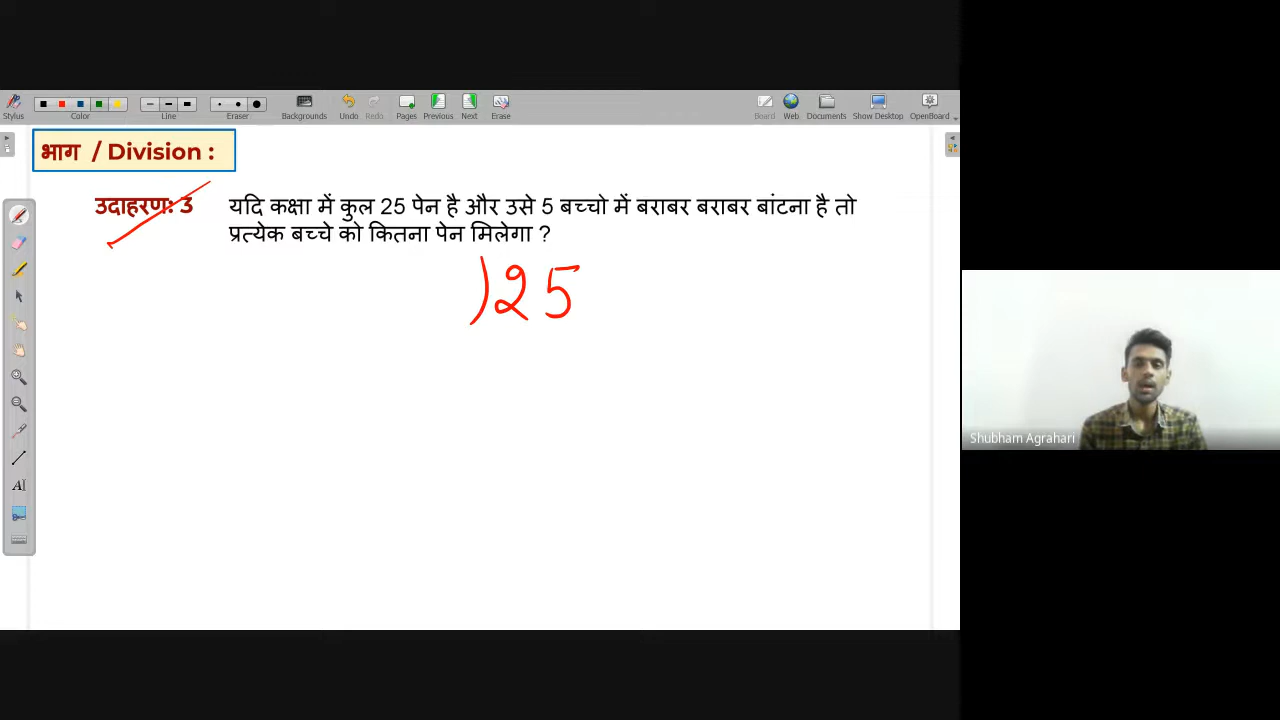 Stylus Color Line Eraser Backgrounds Undo Redo Pages Previous Next Erase Board Web Documents Show Desktop OpenBoard
भाग / Division :
उदाहरण: 3 यदि कक्षा में कुल 25 पेन है और उसे 5 बच्चो में बराबर बराबर बांटना है तो
प्रत्येक बच्चे को कितना पेन मिलेगा ?
)25
Shubham Agrahari